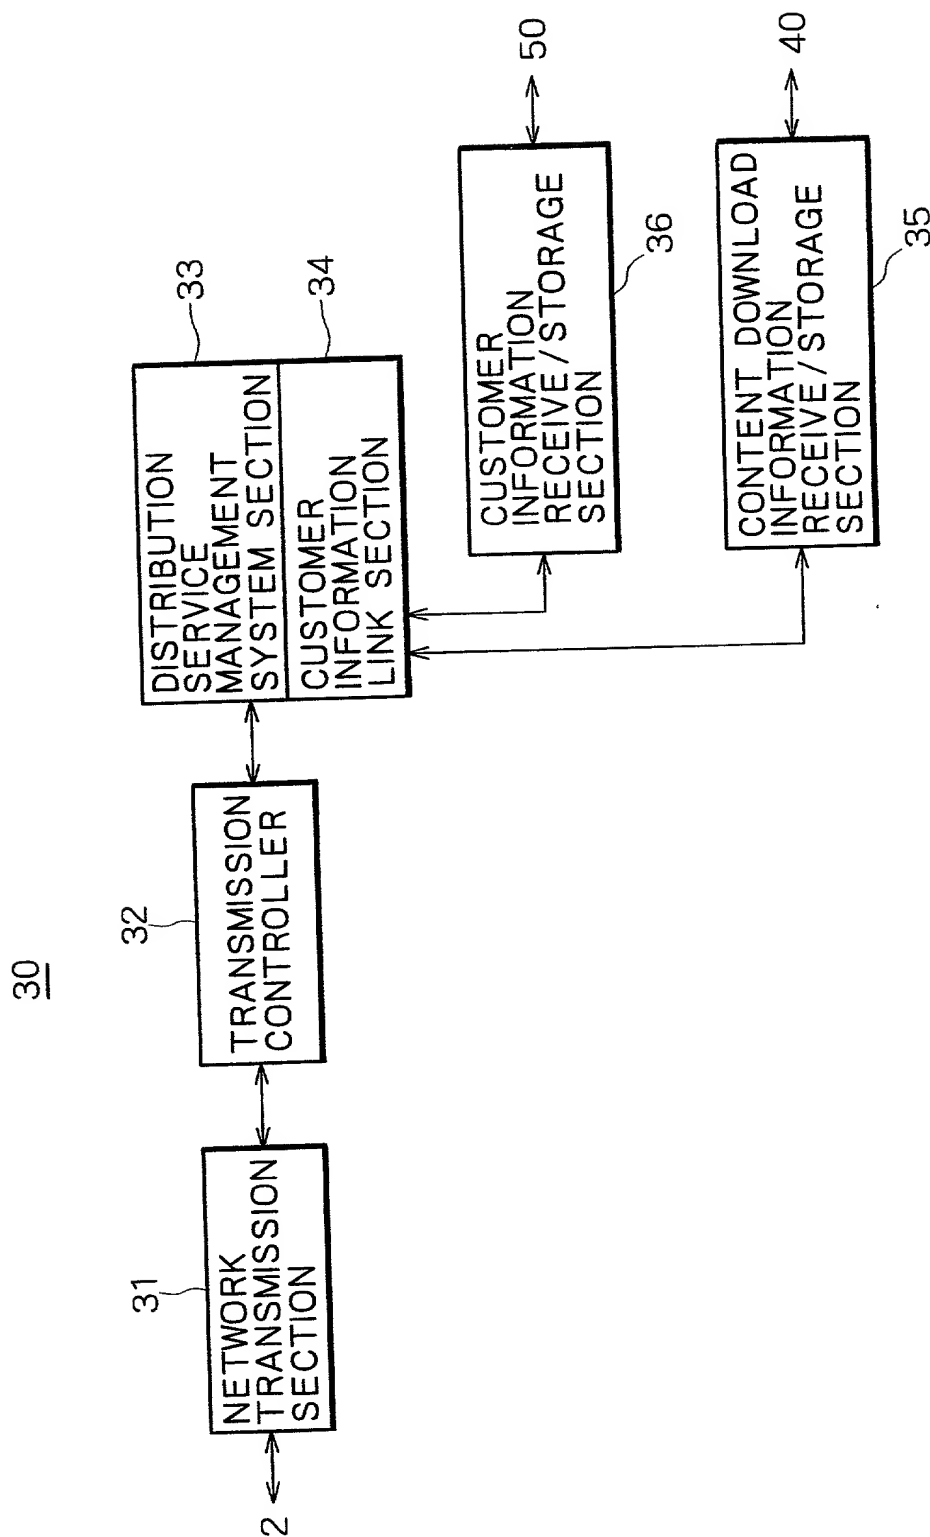 30
2
31
NETWORK
TRANSMISSION
SECTION
32
TRANSMISSION
CONTROLLER
33
DISTRIBUTION
SERVICE
MANAGEMENT
SYSTEM SECTION
34
CUSTOMER
INFORMATION
LINK SECTION
CUSTOMER
INFORMATION
RECEIVE/STORAGE
SECTION
36
50
CONTENT DOWNLOAD
INFORMATION
RECEIVE/STORAGE
SECTION
35
40